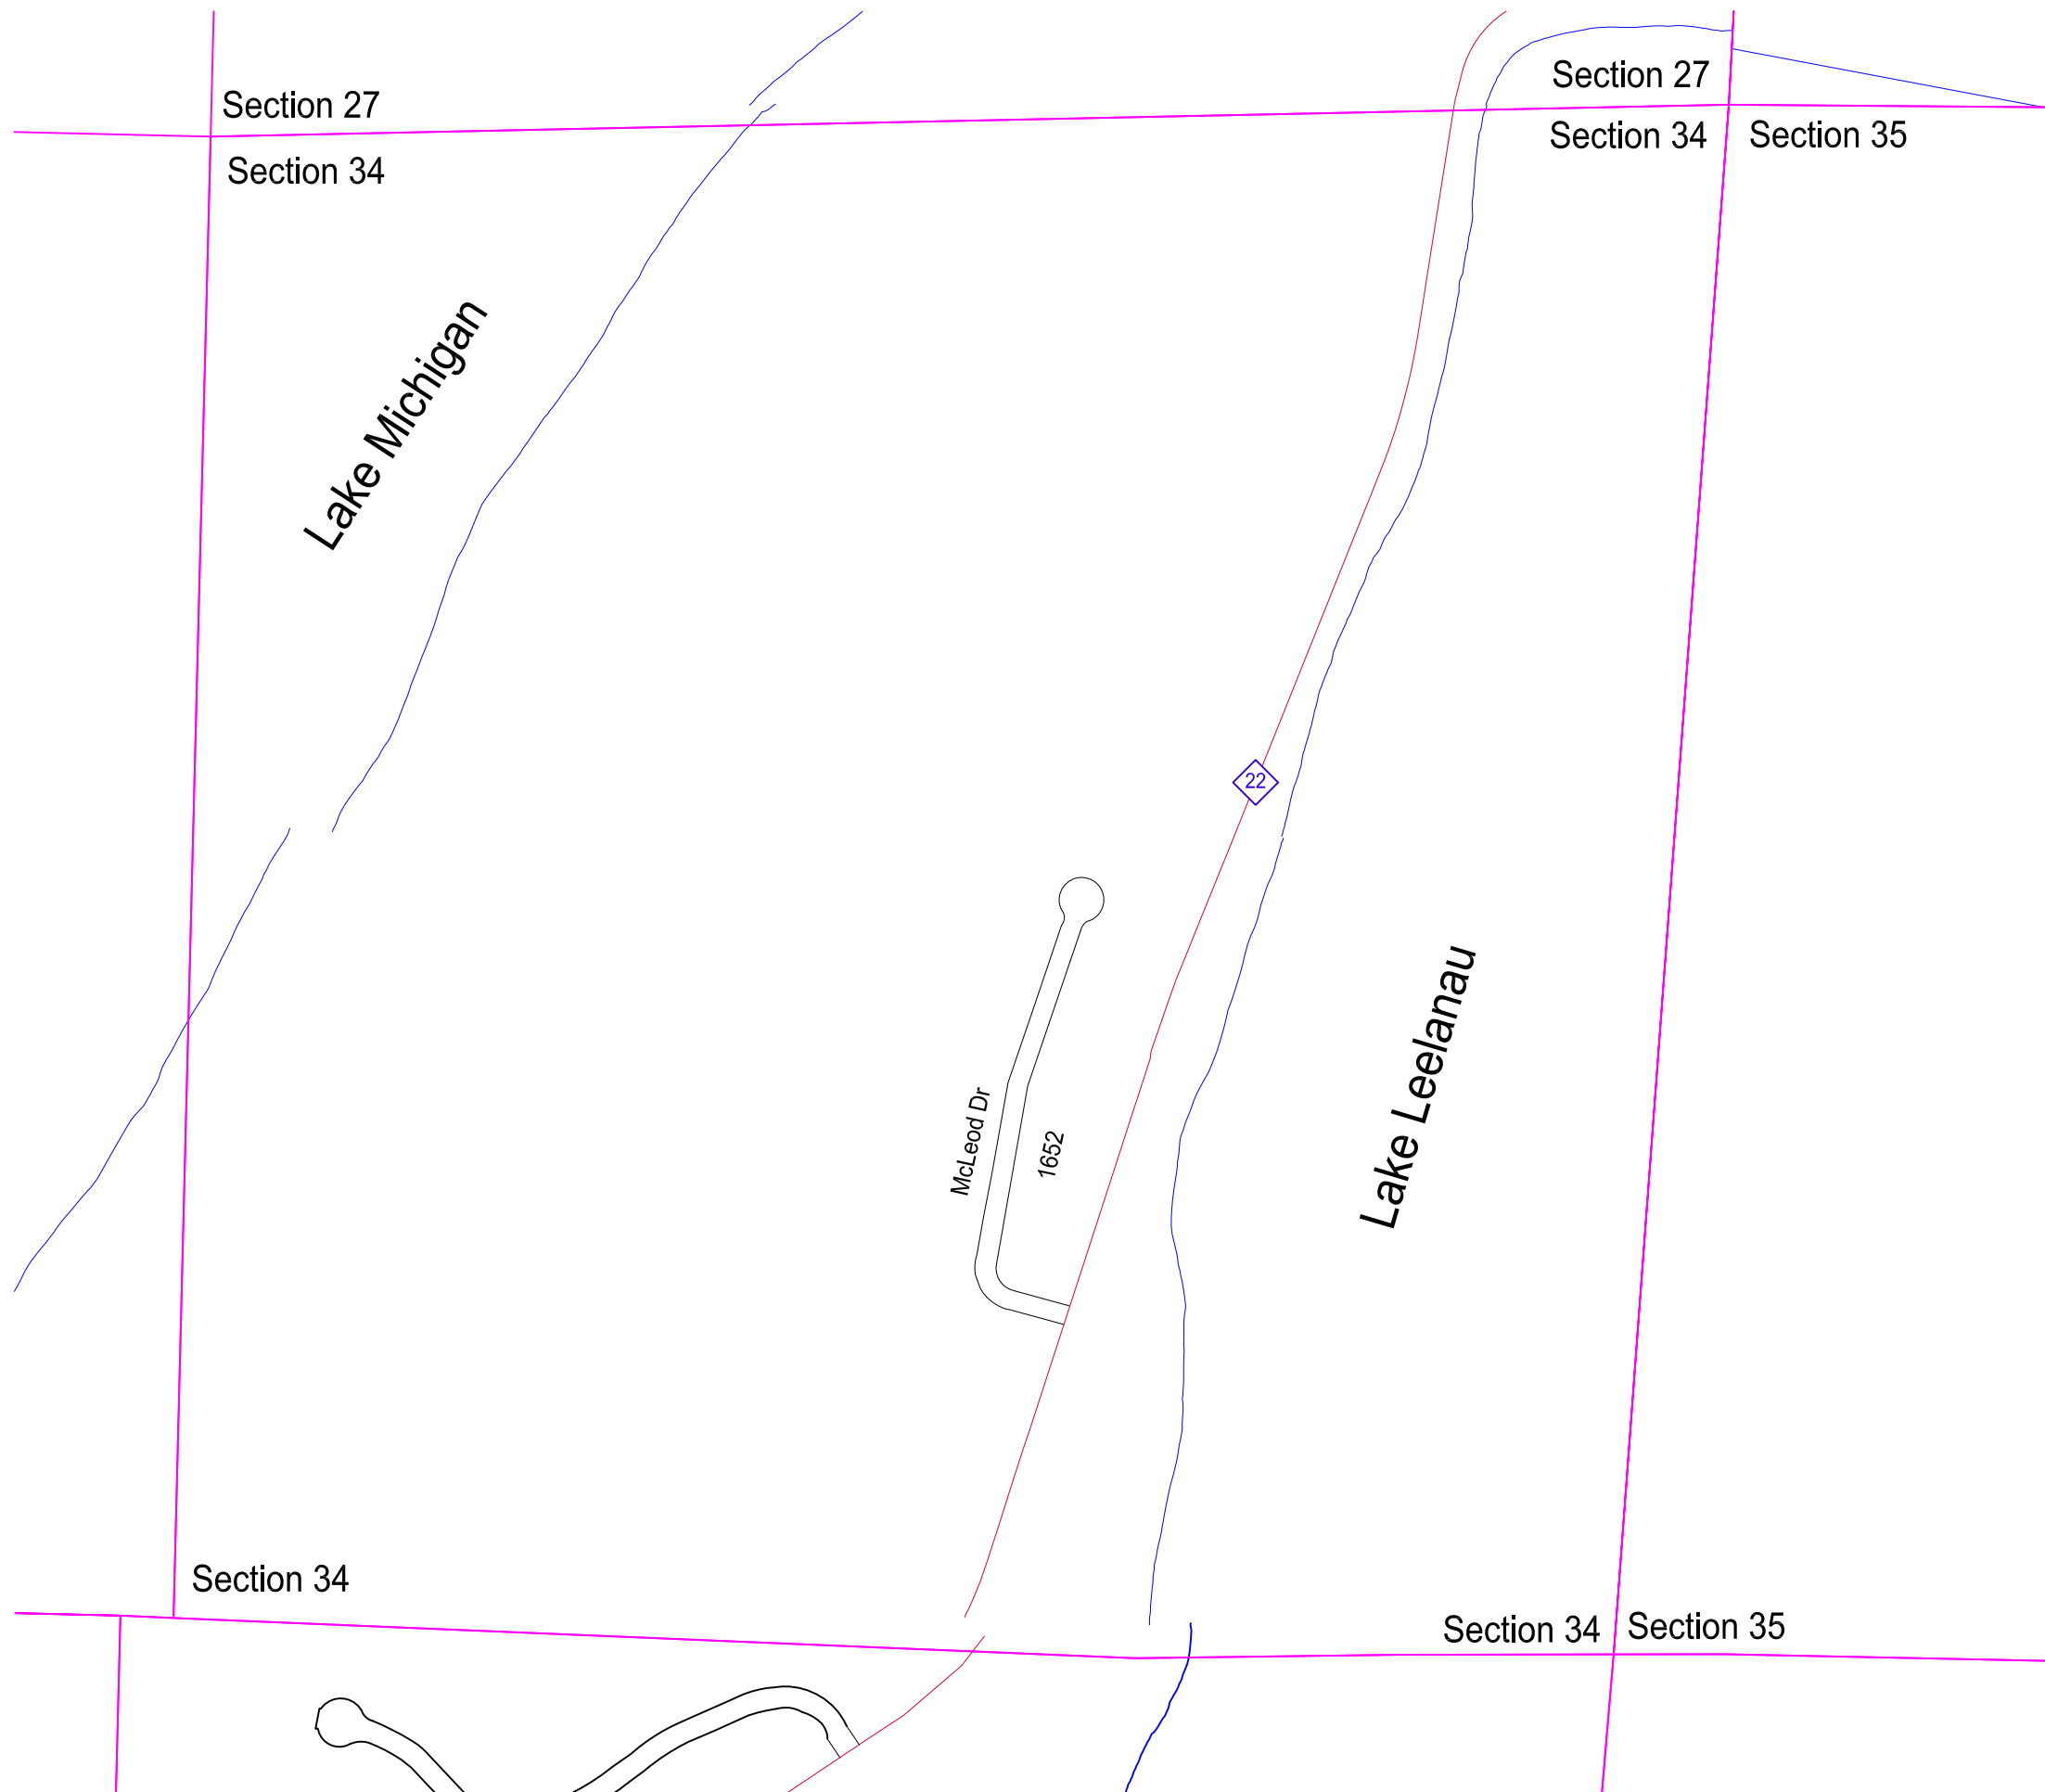 Section 27
Section 27
Section 34
Section 35
Section 34
Lake Michigan
22
Lake Leelanau
McLeod Dr
1652
Section 34
Section 34
Section 35